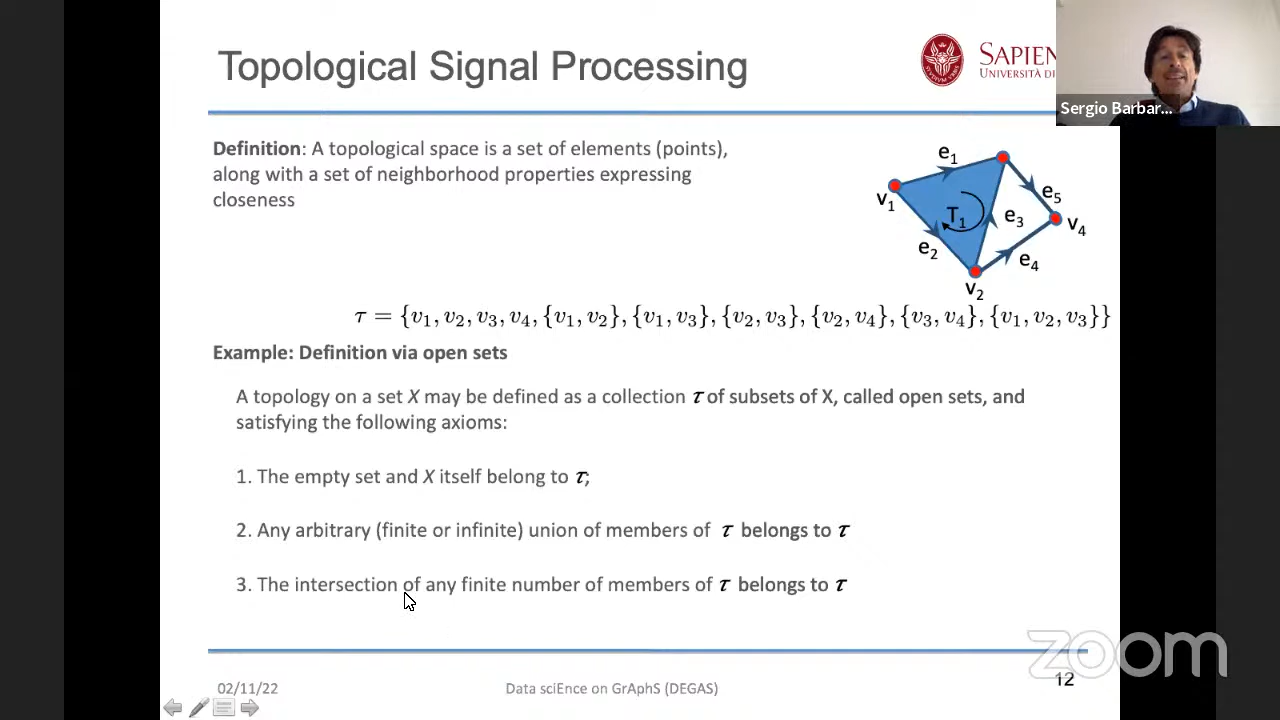 Topological Signal Processing
SAPIEN
UNIVERSITÀ DI
Sergio Barbar...
Definition: A topological space is a set of elements (points),
along with a set of neighborhood properties expressing
closeness
e1
v1
T1
e2
e3
e5
v4
e4
v2
τ = {v1, v2, v3, v4, {v1, v2}, {v1, v3}, {v2, v3}, {v2, v4}, {v3, v4}, {v1, v2, v3}}
Example: Definition via open sets
A topology on a set X may be defined as a collection τ of subsets of X, called open sets, and
satisfying the following axioms:
1. The empty set and X itself belong to τ;
2. Any arbitrary (finite or infinite) union of members of τ belongs to τ
3. The intersection of any finite number of members of τ belongs to τ
zoom
02/11/22
Data sciEnce on GrAphS (DEGAS)
12